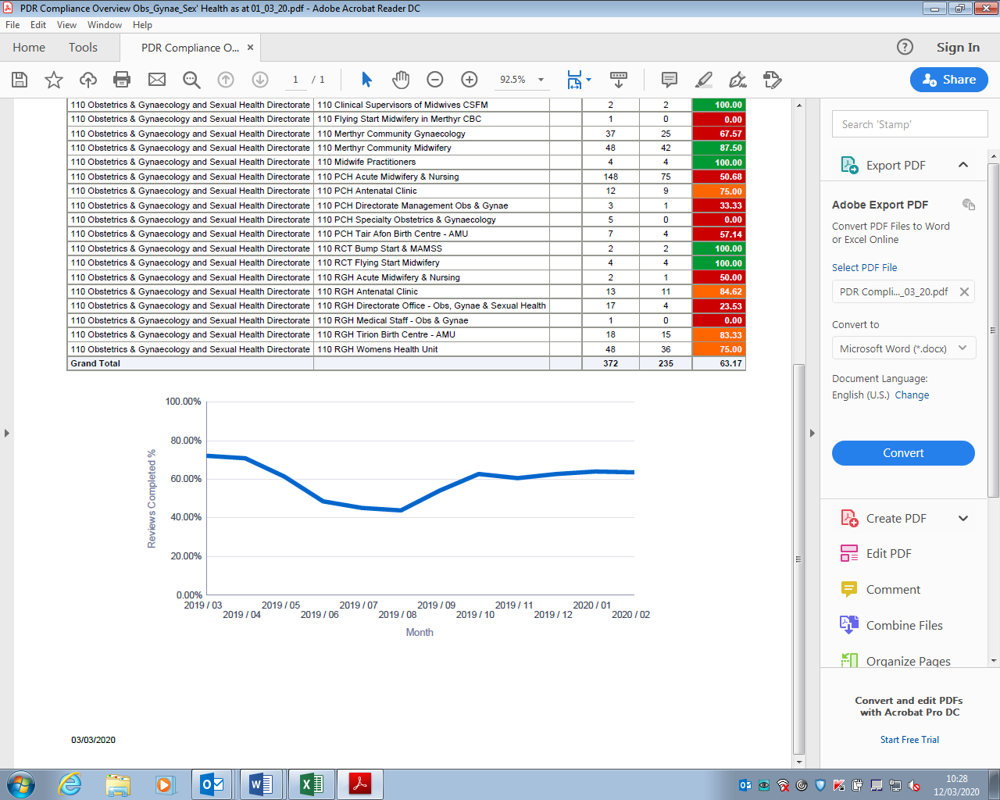 PDR Compliance Overview Obs_Gynae_Sex' Health as at 01_03_20.pdf - Adobe Acrobat Reader DC
File Edit View Window Help
Home Tools PDR Compliance O... ×
Sign In
1 / 1 92.5% Share
110 Obstetrics & Gynaecology and Sexual Health Directorate 110 Clinical Supervisors of Midwives CSFM 2 2 100.00
110 Obstetrics & Gynaecology and Sexual Health Directorate 110 Flying Start Midwifery in Merthyr CBC 1 0 0.00
110 Obstetrics & Gynaecology and Sexual Health Directorate 110 Merthyr Community Gynaecology 37 25 67.57
110 Obstetrics & Gynaecology and Sexual Health Directorate 110 Merthyr Community Midwifery 48 42 87.50
110 Obstetrics & Gynaecology and Sexual Health Directorate 110 Midwife Practitioners 4 4 100.00
110 Obstetrics & Gynaecology and Sexual Health Directorate 110 PCH Acute Midwifery & Nursing 148 75 50.68
110 Obstetrics & Gynaecology and Sexual Health Directorate 110 PCH Antenatal Clinic 12 9 75.00
110 Obstetrics & Gynaecology and Sexual Health Directorate 110 PCH Directorate Management Obs & Gynae 3 1 33.33
110 Obstetrics & Gynaecology and Sexual Health Directorate 110 PCH Specialty Obstetrics & Gynaecology 5 0 0.00
110 Obstetrics & Gynaecology and Sexual Health Directorate 110 PCH Tair Afon Birth Centre - AMU 7 4 57.14
110 Obstetrics & Gynaecology and Sexual Health Directorate 110 RCT Bump Start & MAMSS 2 2 100.00
110 Obstetrics & Gynaecology and Sexual Health Directorate 110 RCT Flying Start Midwifery 4 4 100.00
110 Obstetrics & Gynaecology and Sexual Health Directorate 110 RGH Acute Midwifery & Nursing 2 1 50.00
110 Obstetrics & Gynaecology and Sexual Health Directorate 110 RGH Antenatal Clinic 13 11 84.62
110 Obstetrics & Gynaecology and Sexual Health Directorate 110 RGH Directorate Office - Obs, Gynae & Sexual Health 17 4 23.53
110 Obstetrics & Gynaecology and Sexual Health Directorate 110 RGH Medical Staff - Obs & Gynae 1 0 0.00
110 Obstetrics & Gynaecology and Sexual Health Directorate 110 RGH Tirion Birth Centre - AMU 18 15 83.33
110 Obstetrics & Gynaecology and Sexual Health Directorate 110 RGH Womens Health Unit 48 36 75.00
Grand Total 372 235 63.17
100.00%
80.00%
60.00%
40.00%
20.00%
0.00%
Reviews Completed %
2019 / 03 2019 / 05 2019 / 07 2019 / 09 2019 / 11 2020 / 01
2019 / 04 2019 / 06 2019 / 08 2019 / 10 2019 / 12 2020 / 02
Month
03/03/2020
Search 'Stamp'
Export PDF
Adobe Export PDF
Convert PDF Files to Word
or Excel Online
Select PDF File
PDR Compli..._03_20.pdf
Convert to
Microsoft Word (*.docx)
Document Language:
English (U.S.) Change
Convert
Create PDF
Edit PDF
Comment
Combine Files
Organize Pages
Convert and edit PDFs
with Acrobat Pro DC
Start Free Trial
10:28
12/03/2020